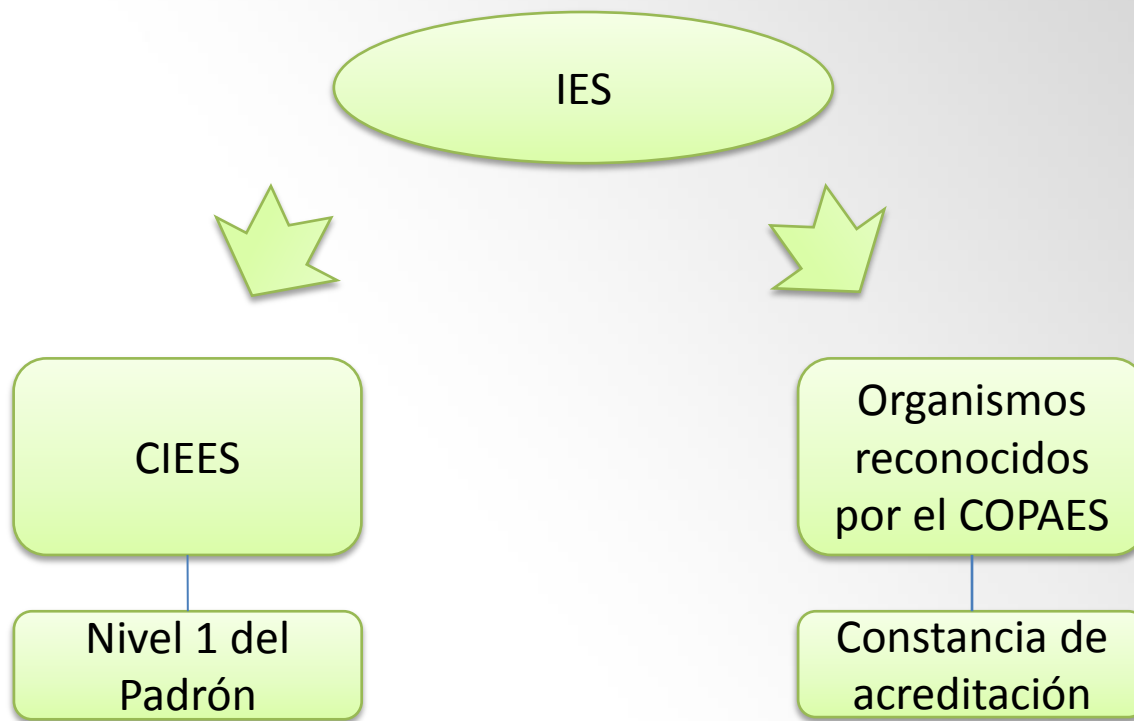 IES
CIEES
Organismos
reconocidos
por el COPAES
Nivel 1 del
Padrón
Constancia de
acreditación